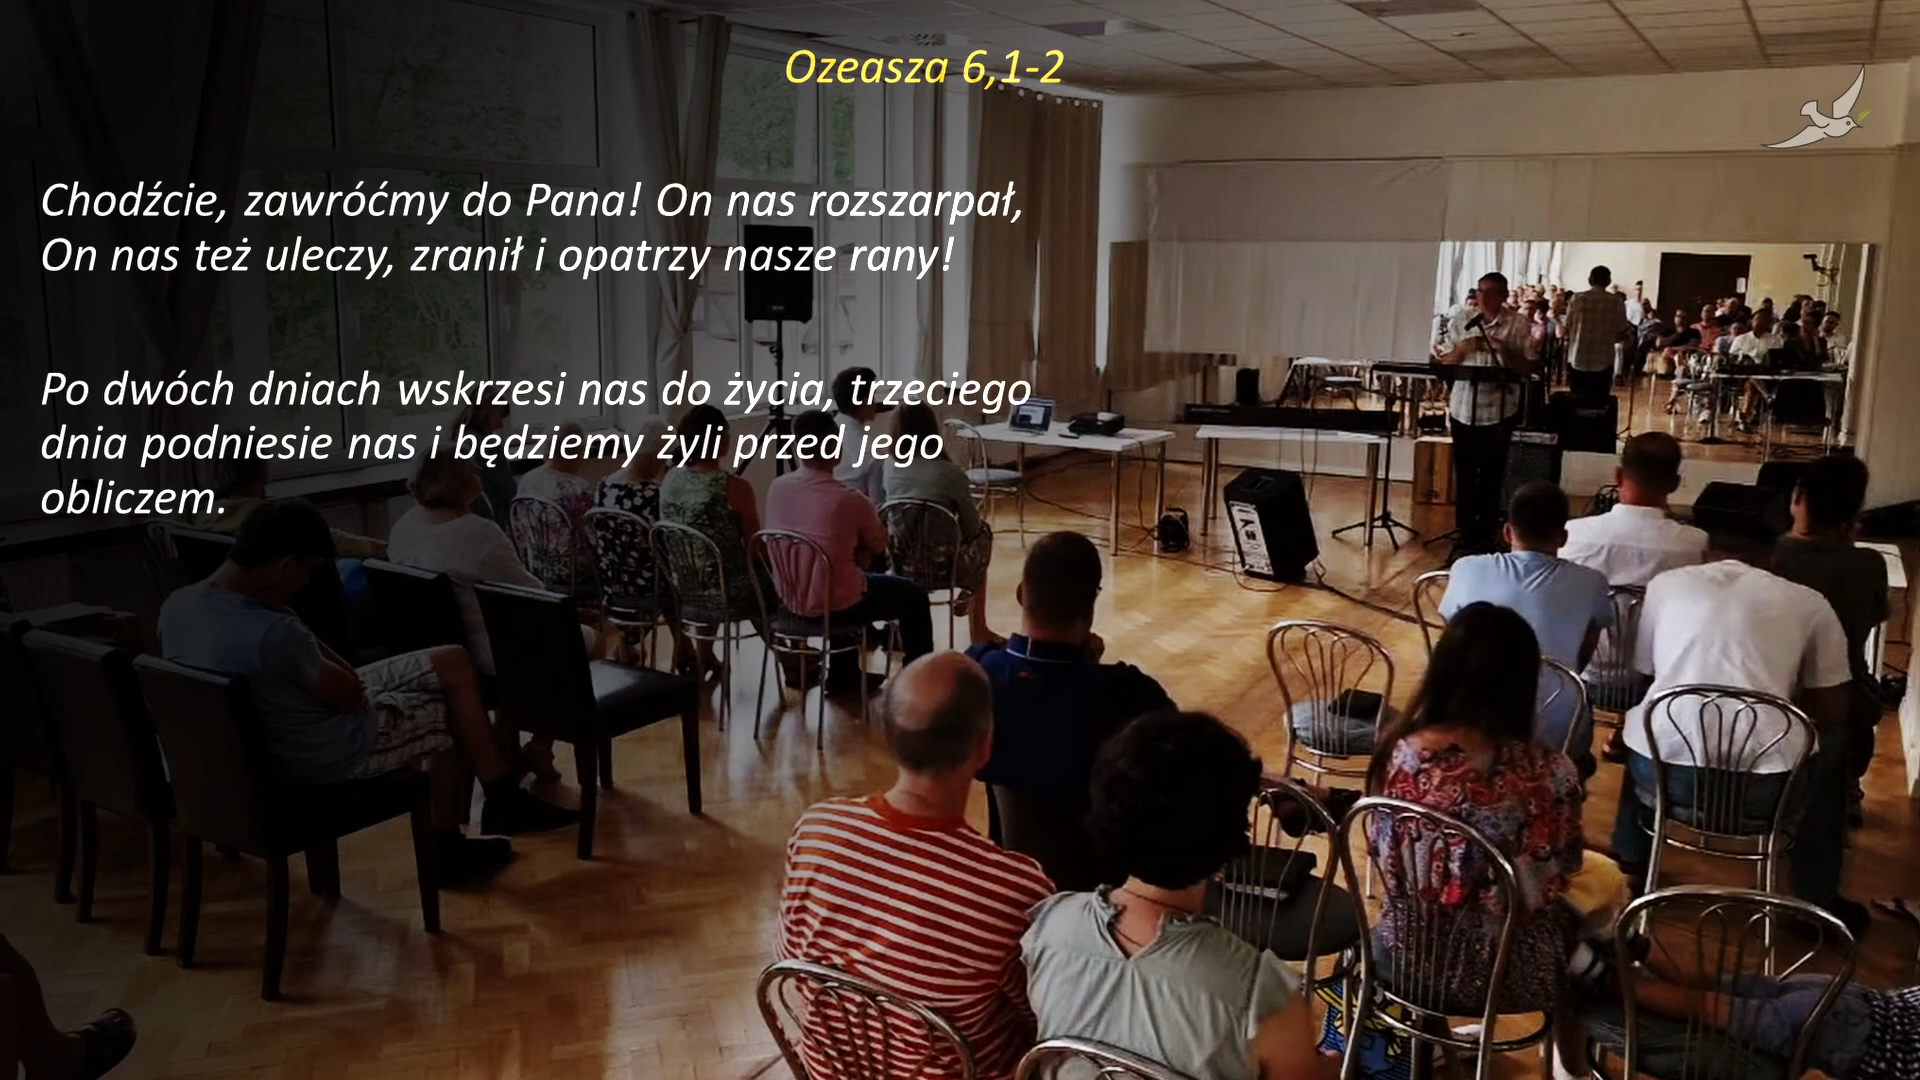 Ozeasza 6,1-2
Chodźcie, zawróćmy do Pana! On nas rozszarpał,
On nas też uleczy, zranił i opatrzy nasze rany!
Po dwóch dniach wskrzesi nas do życia, trzeciego
dnia podniesie nas i będziemy żyli przed jego
obliczem.